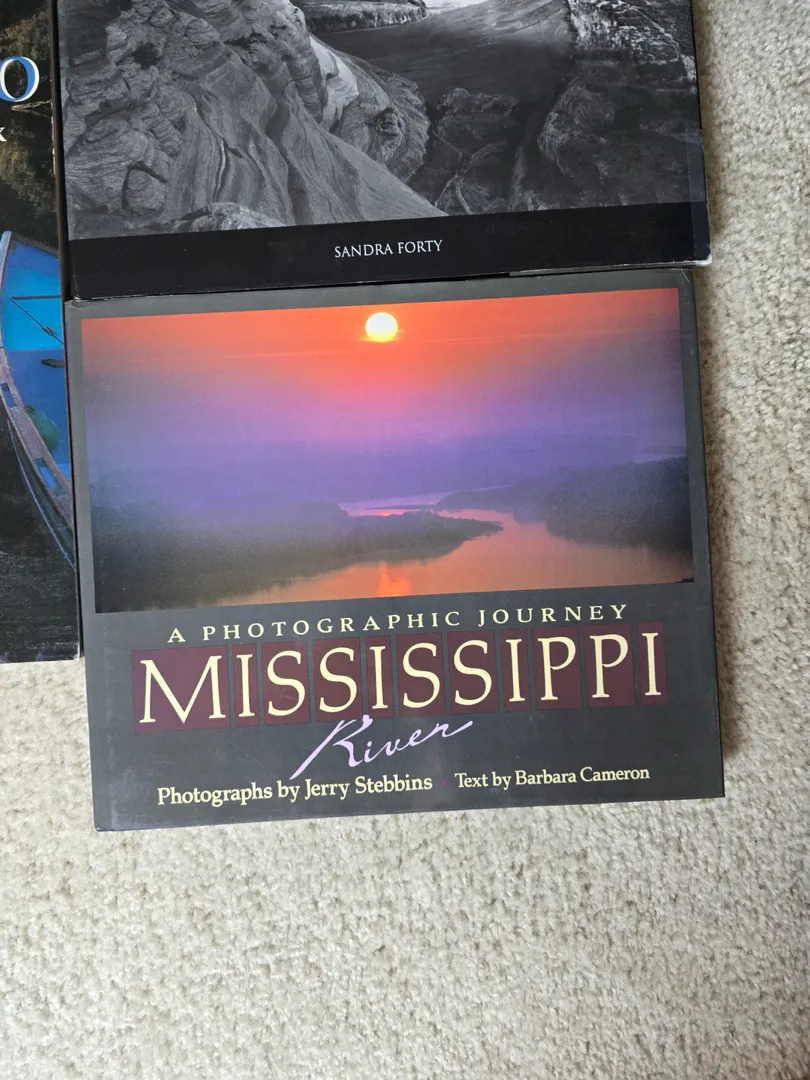 O
K
SANDRA FORTY
A PHOTOGRAPHIC JOURNEY
MISSISSIPPI
River
Photographs by Jerry Stebbins · Text by Barbara Cameron